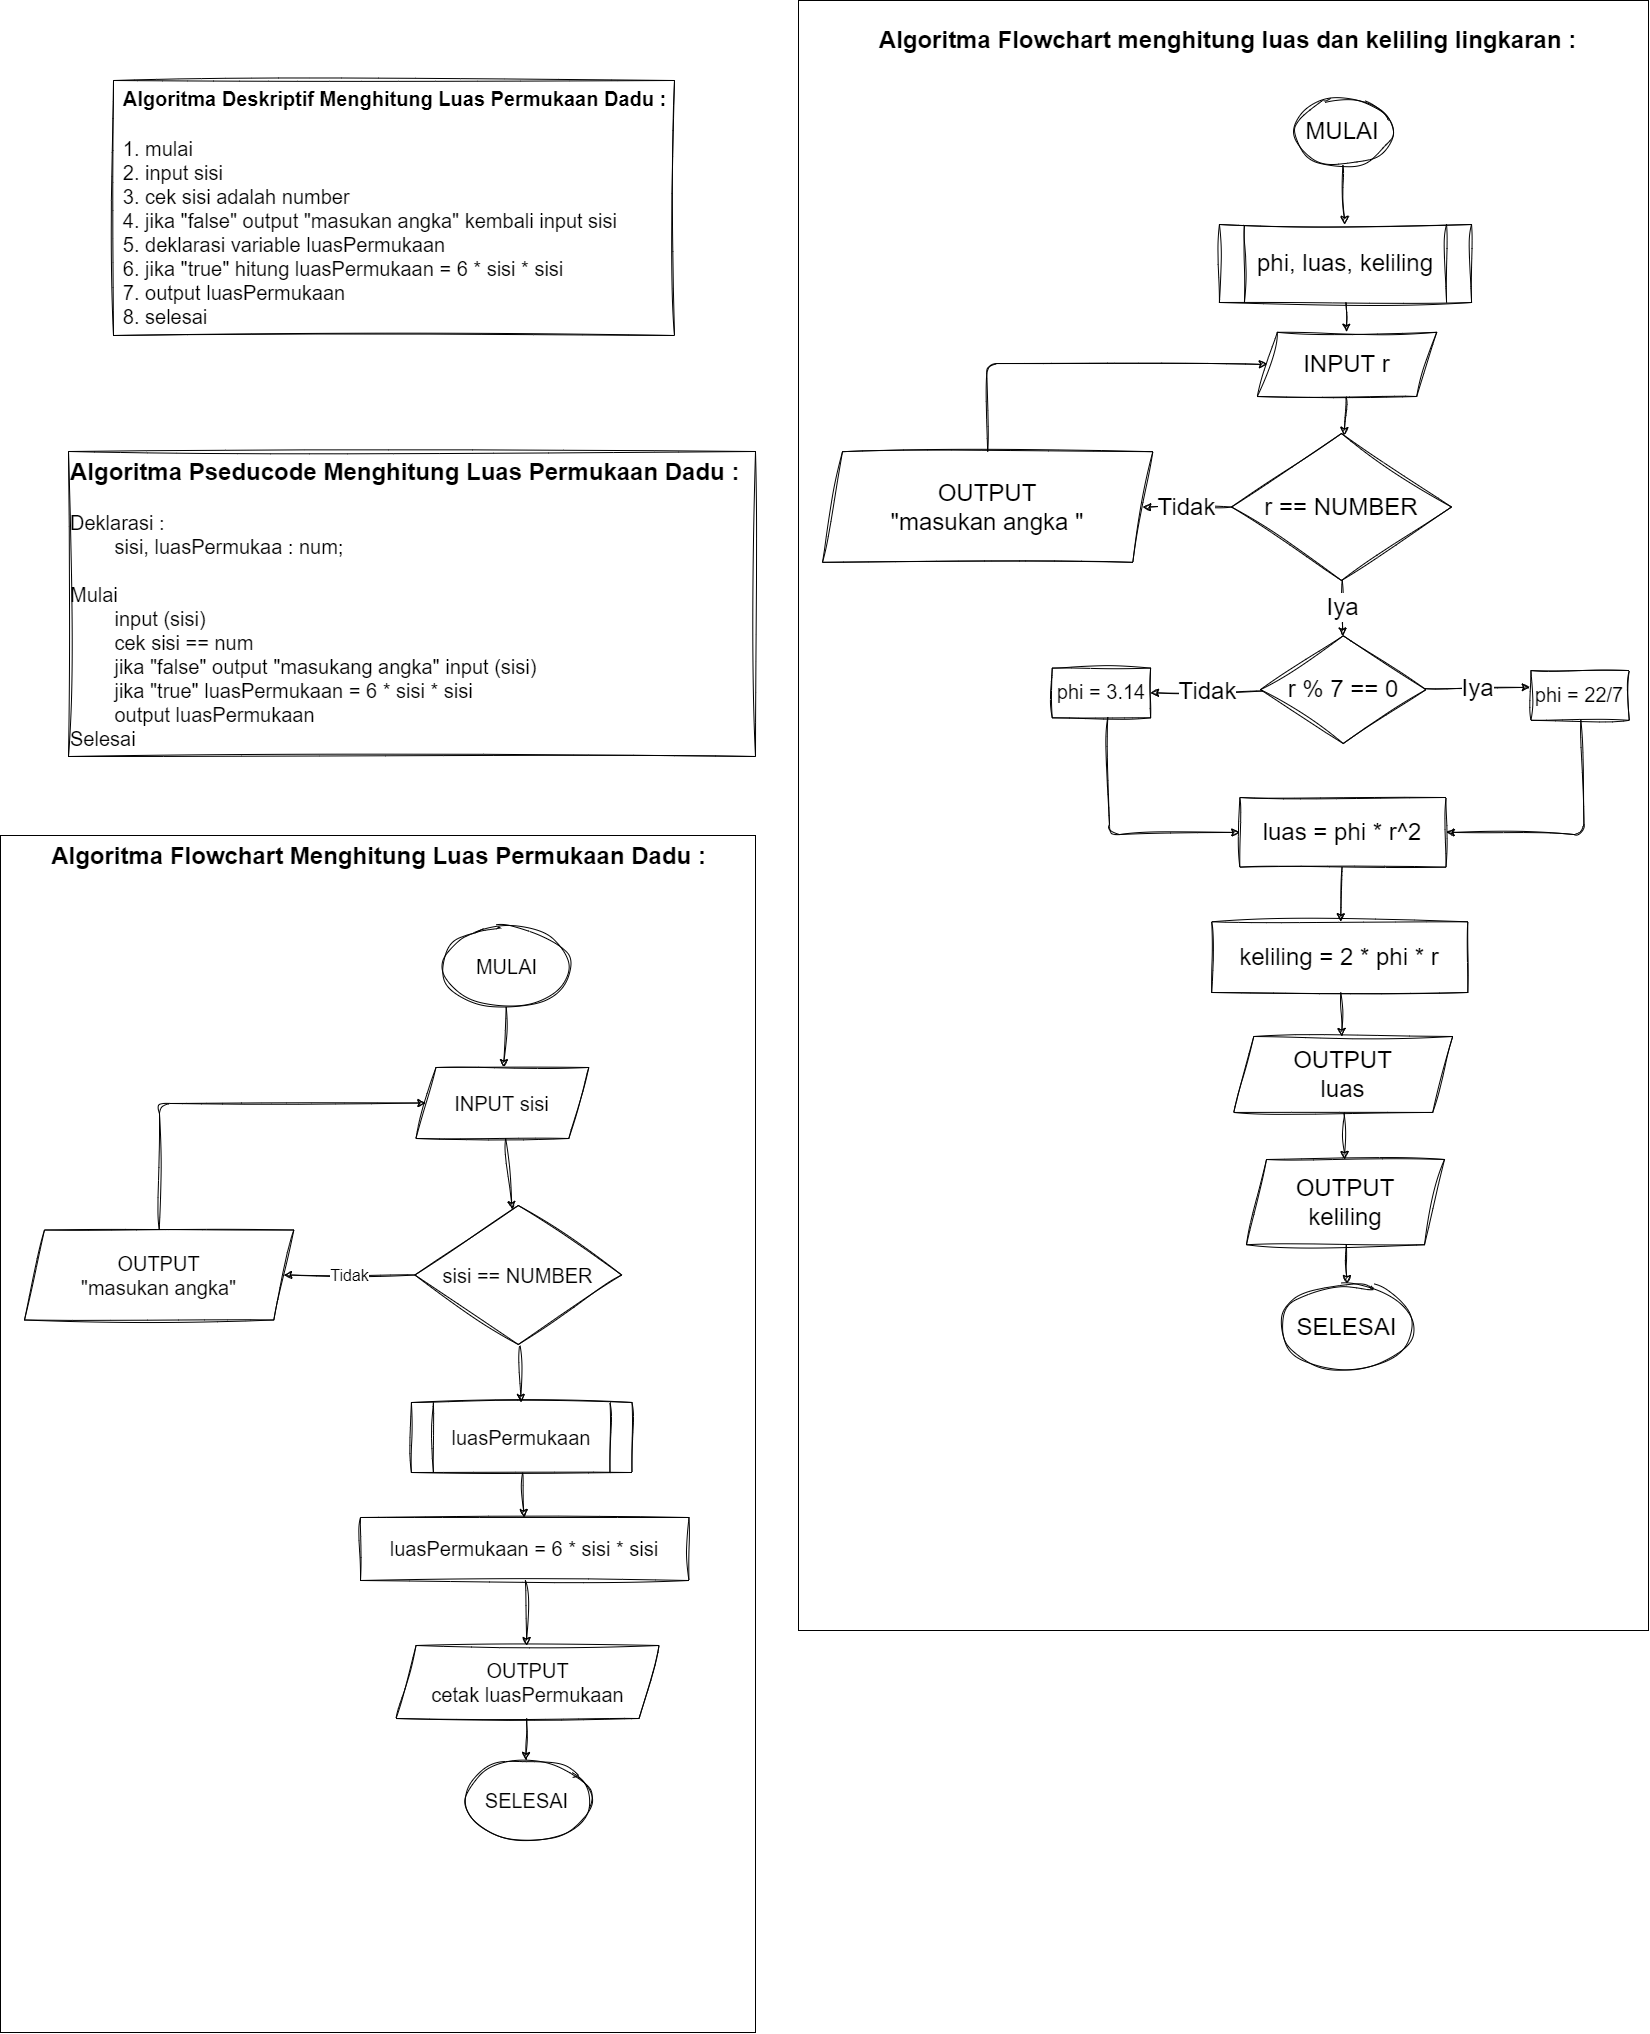 Algoritma Deskriptif Menghitung Luas Permukaan Dadu :
1. mulai
2. input sisi
3. cek sisi adalah number
4. jika "false" output "masukan angka" kembali input sisi
5. deklarasi variable luasPermukaan
6. jika "true" hitung luasPermukaan = 6 * sisi * sisi
7. output luasPermukaan
8. selesai
Algoritma Pseducode Menghitung Luas Permukaan Dadu :
Deklarasi :
sisi, luasPermukaa : num;
Mulai
input (sisi)
cek sisi == num
jika "false" output "masukang angka" input (sisi)
jika "true" luasPermukaan = 6 * sisi * sisi
output luasPermukaan
Selesai
Algoritma Flowchart Menghitung Luas Permukaan Dadu :
MULAI
INPUT sisi
OUTPUT
"masukan angka"
Tidak
sisi == NUMBER
luasPermukaan
luasPermukaan = 6 * sisi * sisi
OUTPUT
cetak luasPermukaan
SELESAI
Algoritma Flowchart menghitung luas dan keliling lingkaran :
MULAI
phi, luas, keliling
INPUT r
OUTPUT
"masukan angka "
Tidak
r == NUMBER
Iya
phi = 3.14
Tidak
r % 7 == 0
Iya
phi = 22/7
luas = phi * r^2
keliling = 2 * phi * r
OUTPUT
luas
OUTPUT
keliling
SELESAI